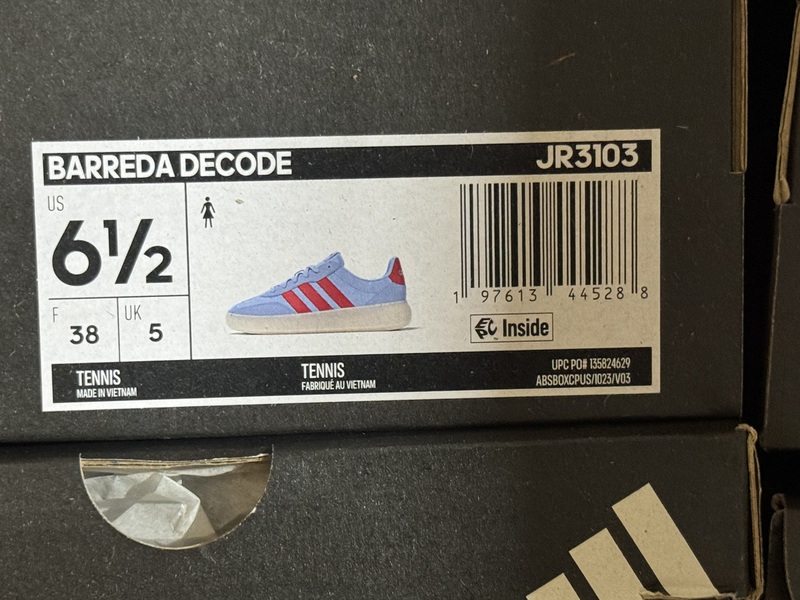 BARREDA DECODE
JR3103
US
6½
F
38
UK
5
1 97613 44528 8
EPC Inside
TENNIS
MADE IN VIETNAM
TENNIS
FABRIQUÉ AU VIETNAM
UPC PO# 135824629
ABSBOXCPUS/1023/V03